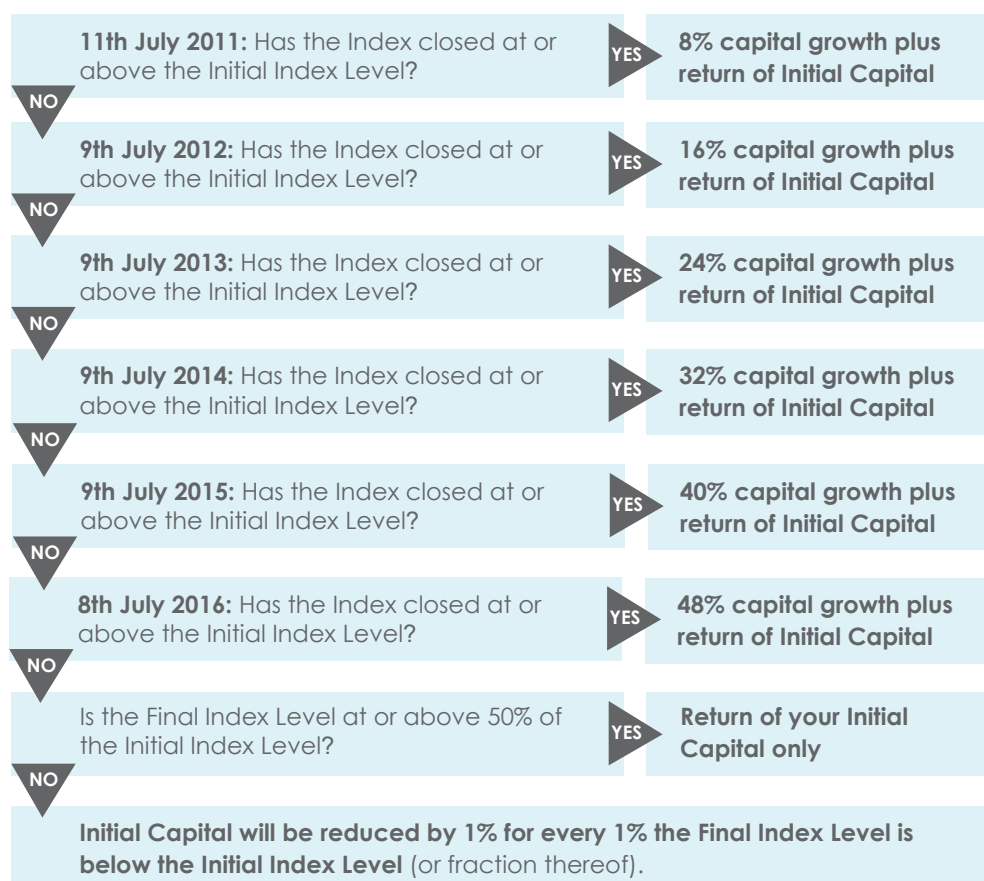 11th July 2011: Has the Index closed at or
above the Initial Index Level?
YES
8% capital growth plus
return of Initial Capital
NO
9th July 2012: Has the Index closed at or
above the Initial Index Level?
YES
16% capital growth plus
return of Initial Capital
NO
9th July 2013: Has the Index closed at or
above the Initial Index Level?
YES
24% capital growth plus
return of Initial Capital
NO
9th July 2014: Has the Index closed at or
above the Initial Index Level?
YES
32% capital growth plus
return of Initial Capital
NO
9th July 2015: Has the Index closed at or
above the Initial Index Level?
YES
40% capital growth plus
return of Initial Capital
NO
8th July 2016: Has the Index closed at or
above the Initial Index Level?
YES
48% capital growth plus
return of Initial Capital
NO
Is the Final Index Level at or above 50% of
the Initial Index Level?
YES
Return of your Initial
Capital only
NO
Initial Capital will be reduced by 1% for every 1% the Final Index Level is
below the Initial Index Level (or fraction thereof).